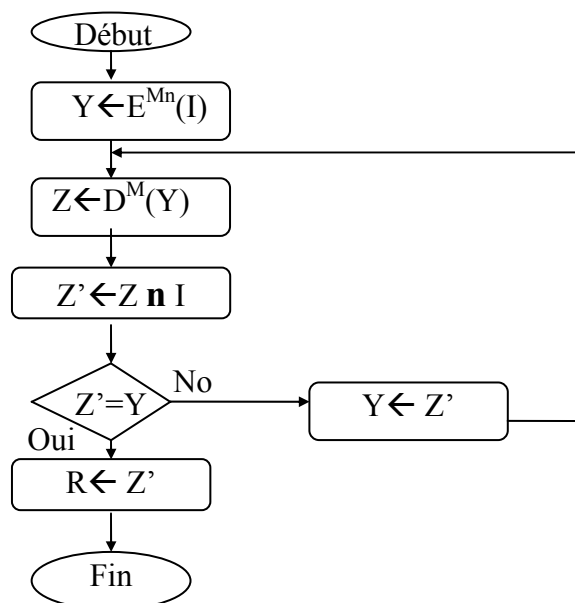 Début
Y←E^Mn(I)
Z←D^M(Y)
Z'←Z n I
Z'=Y
No
Y← Z'
Oui
R← Z'
Fin